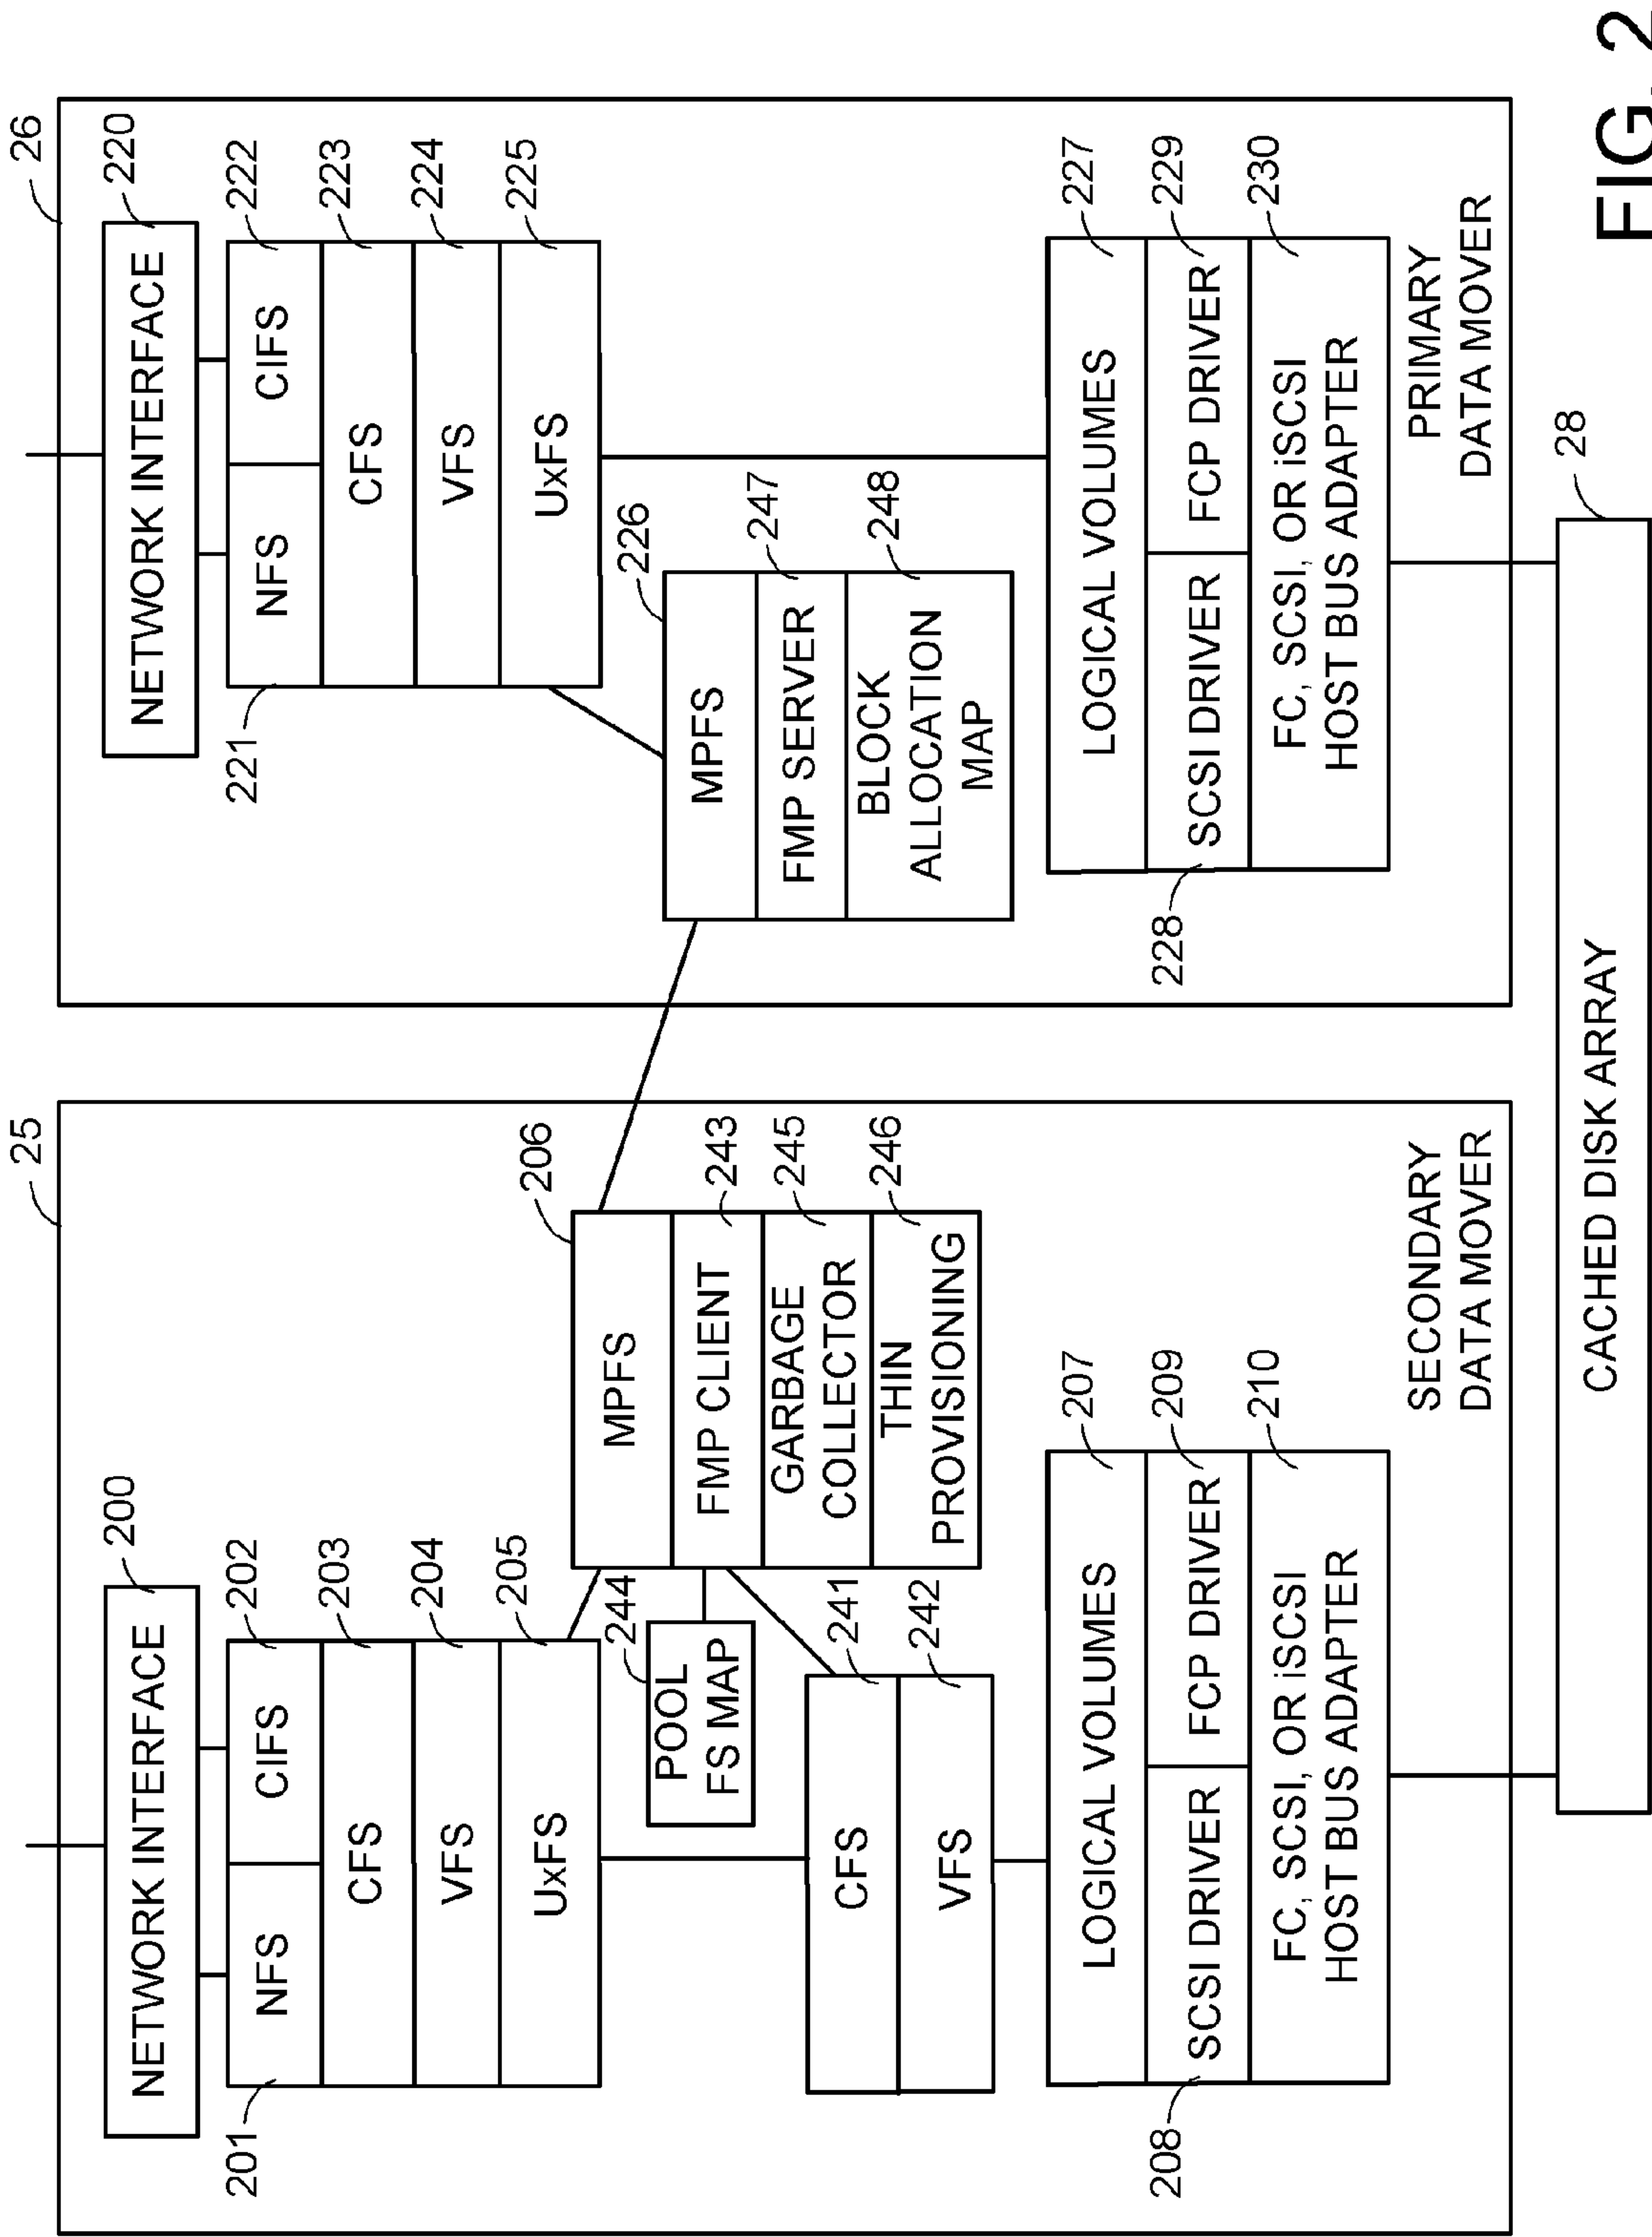 25
200
NETWORK INTERFACE
202
NFS
CIFS
201
203
CFS
204
VFS
205
UxFS
206
MPFS
243
FMP CLIENT
245
GARBAGE
COLLECTOR
246
THIN
PROVISIONING
244
POOL
FS MAP
241
CFS
242
VFS
207
LOGICAL VOLUMES
209
SCSI DRIVER
FCP DRIVER
208
210
FC, SCSI, OR iSCSI
HOST BUS ADAPTER
SECONDARY
DATA MOVER
26
220
NETWORK INTERFACE
222
NFS
CIFS
221
223
CFS
224
VFS
225
UxFS
226
MPFS
247
FMP SERVER
248
BLOCK
ALLOCATION
MAP
227
LOGICAL VOLUMES
229
SCSI DRIVER
FCP DRIVER
228
230
FC, SCSI, OR iSCSI
HOST BUS ADAPTER
PRIMARY
DATA MOVER
28
CACHED DISK ARRAY
FIG. 2